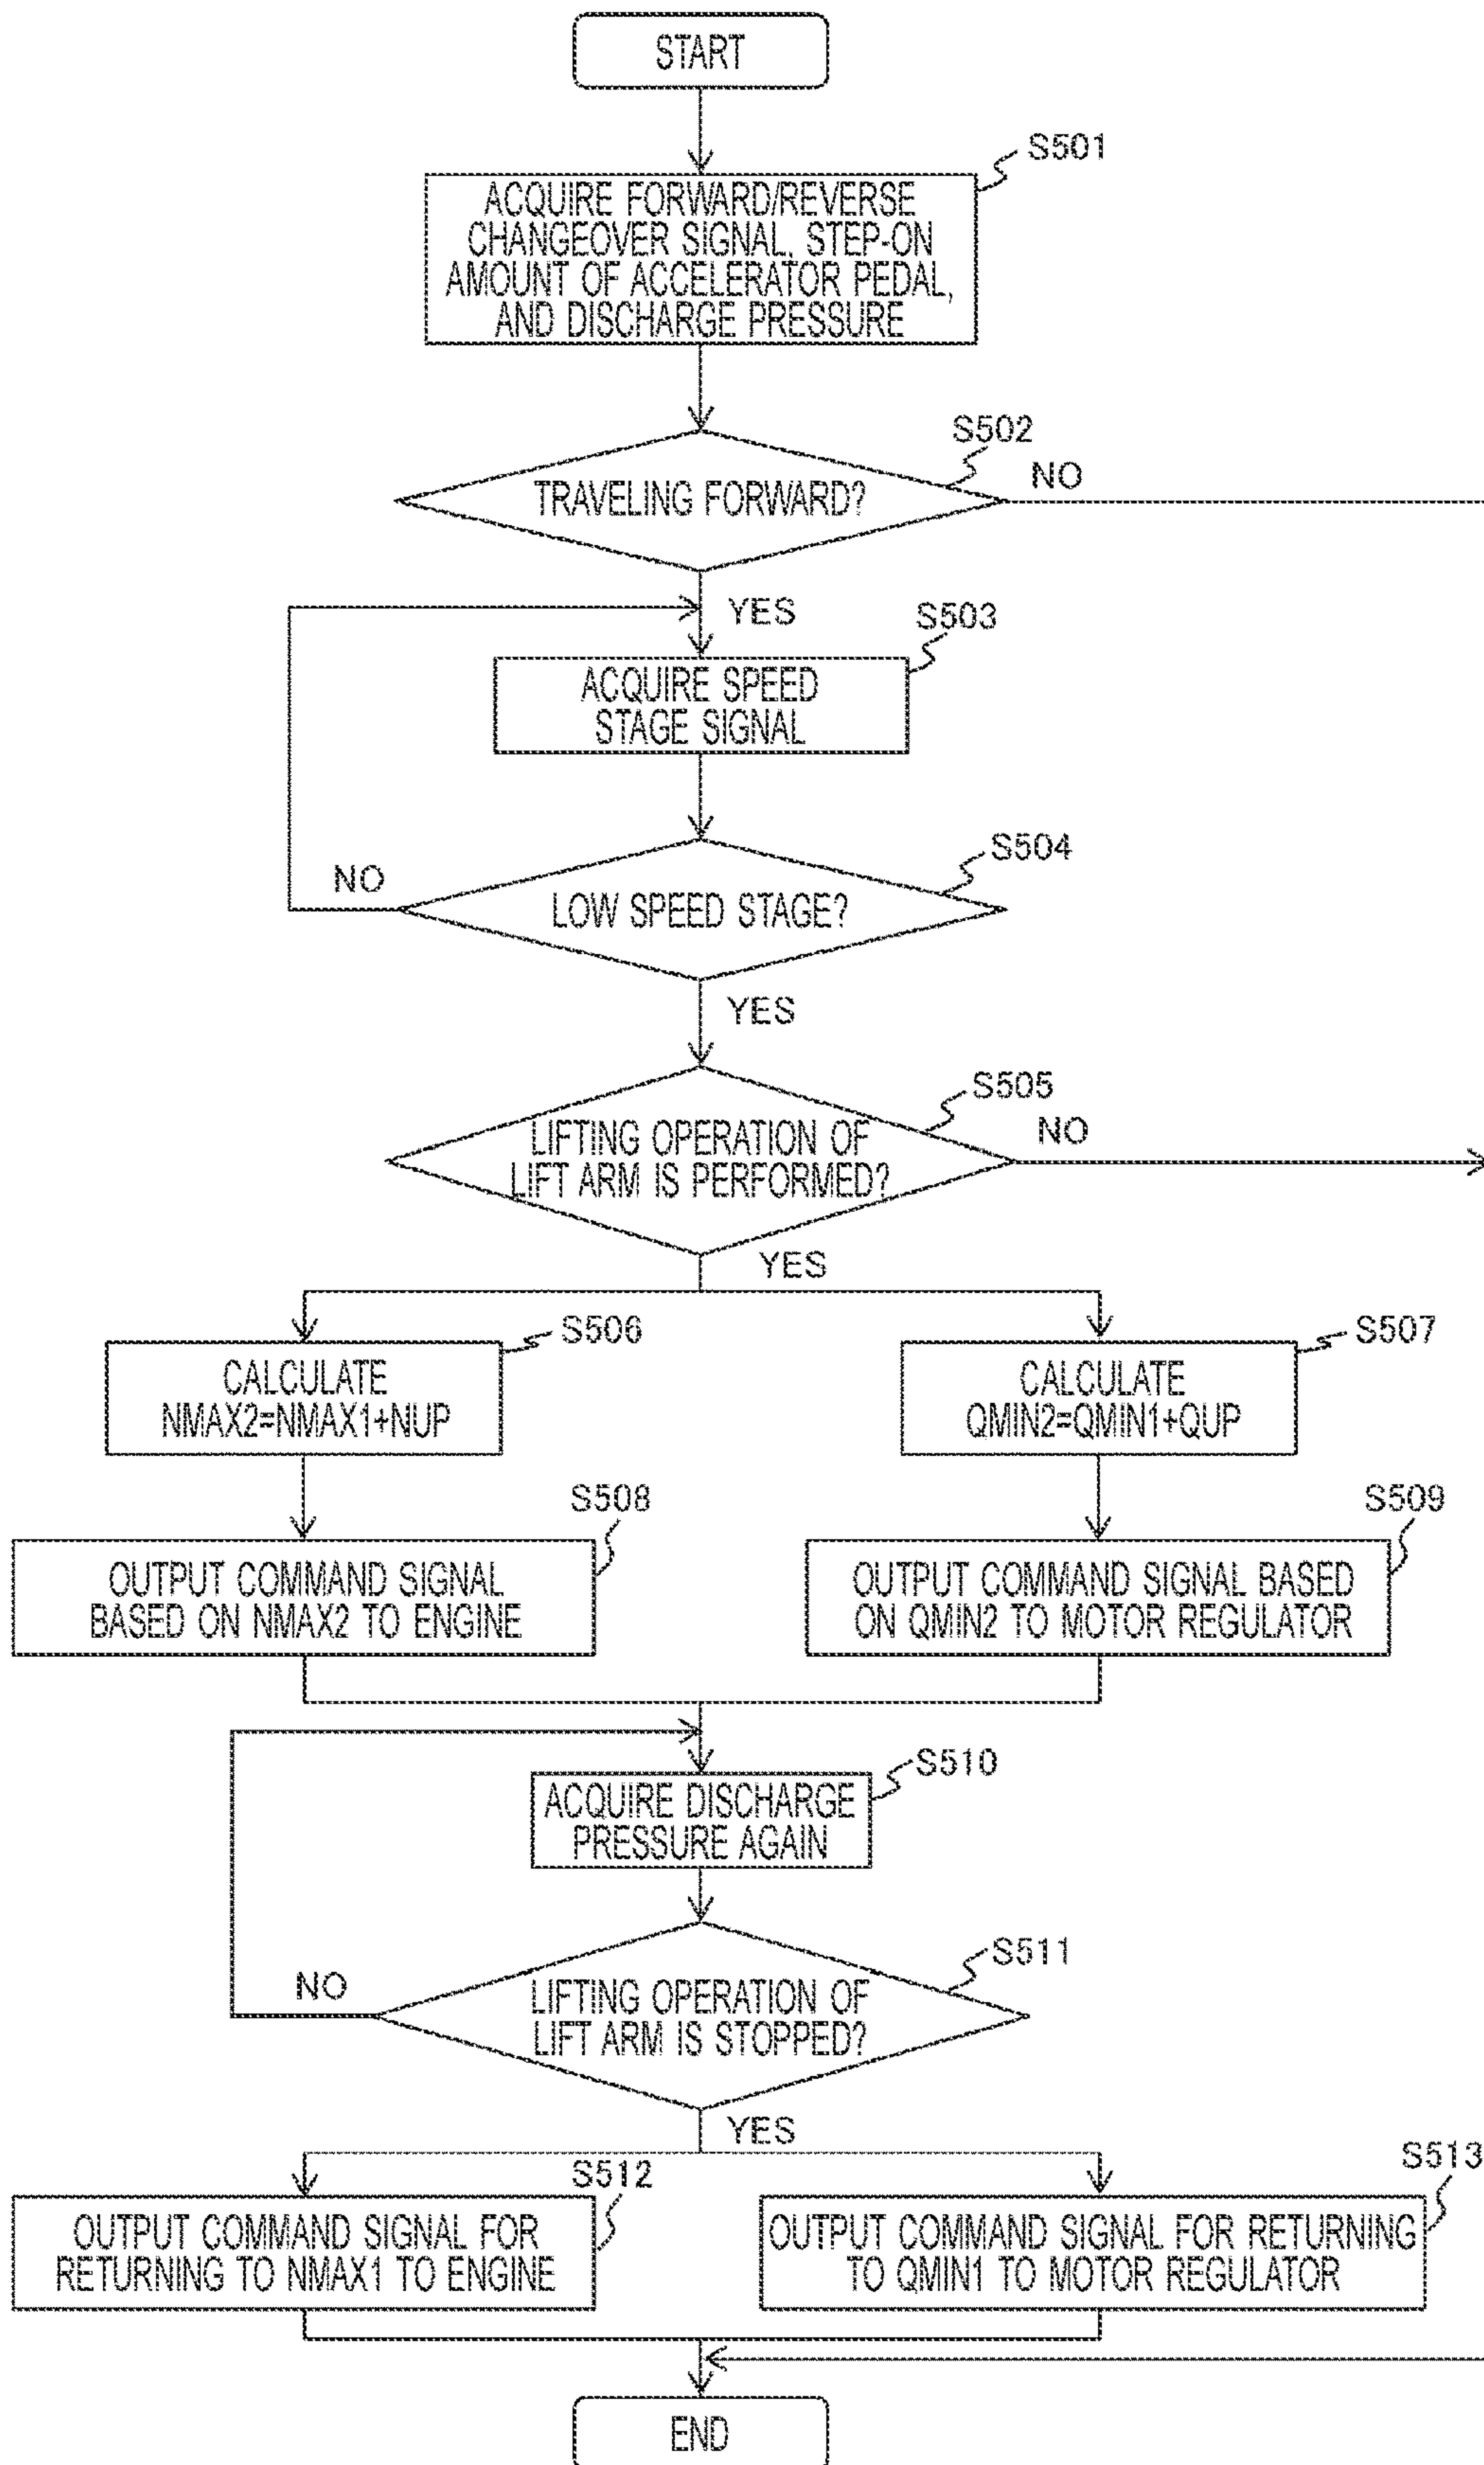 START
S501
ACQUIRE FORWARD/REVERSE
CHANGEOVER SIGNAL, STEP-ON
AMOUNT OF ACCELERATOR PEDAL,
AND DISCHARGE PRESSURE
S502
TRAVELING FORWARD?
NO
YES
S503
ACQUIRE SPEED
STAGE SIGNAL
S504
NO
LOW SPEED STAGE?
YES
S505
LIFTING OPERATION OF
LIFT ARM IS PERFORMED?
NO
YES
S506
CALCULATE
NMAX2=NMAX1+NUP
S507
CALCULATE
QMIN2=QMIN1+QUP
S508
OUTPUT COMMAND SIGNAL
BASED ON NMAX2 TO ENGINE
S509
OUTPUT COMMAND SIGNAL BASED
ON QMIN2 TO MOTOR REGULATOR
S510
ACQUIRE DISCHARGE
PRESSURE AGAIN
S511
NO
LIFTING OPERATION OF
LIFT ARM IS STOPPED?
YES
S512
OUTPUT COMMAND SIGNAL FOR
RETURNING TO NMAX1 TO ENGINE
S513
OUTPUT COMMAND SIGNAL FOR RETURNING
TO QMIN1 TO MOTOR REGULATOR
END